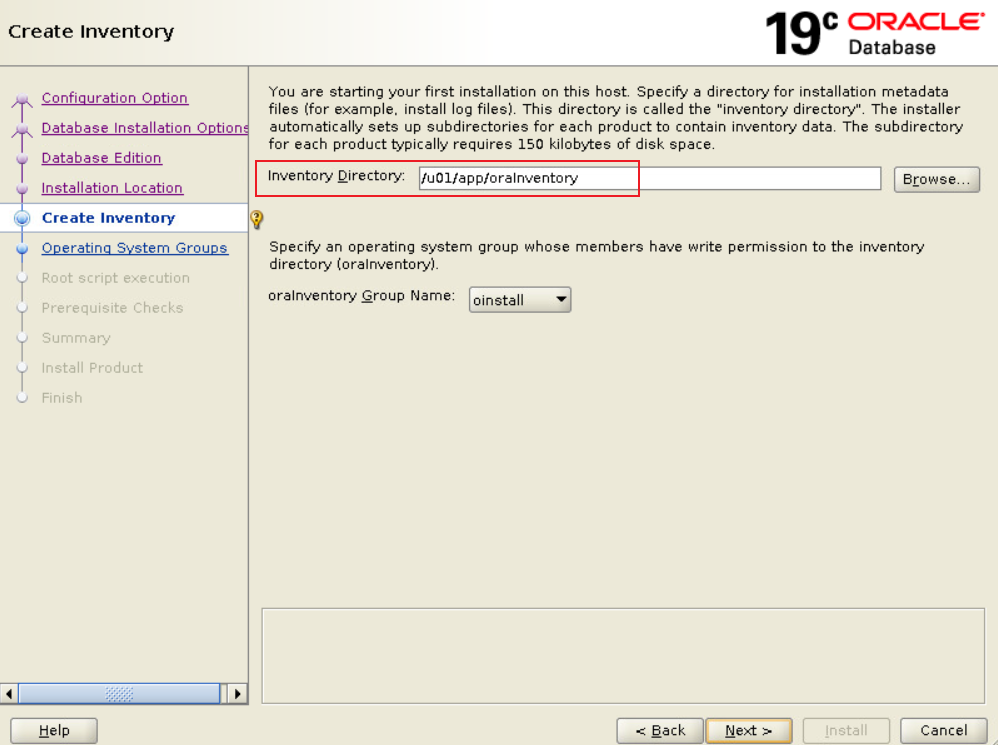 Create Inventory
19c ORACLE
Database
Configuration Option
Database Installation Options
Database Edition
Installation Location
Create Inventory
Operating System Groups
Root script execution
Prerequisite Checks
Summary
Install Product
Finish
You are starting your first installation on this host. Specify a directory for installation metadata
files (for example, install log files). This directory is called the "inventory directory". The installer
automatically sets up subdirectories for each product to contain inventory data. The subdirectory
for each product typically requires 150 kilobytes of disk space.
Inventory Directory: /u01/app/oraInventory Browse...
Specify an operating system group whose members have write permission to the inventory
directory (oraInventory).
oraInventory Group Name: oinstall
Help < Back Next > Install Cancel